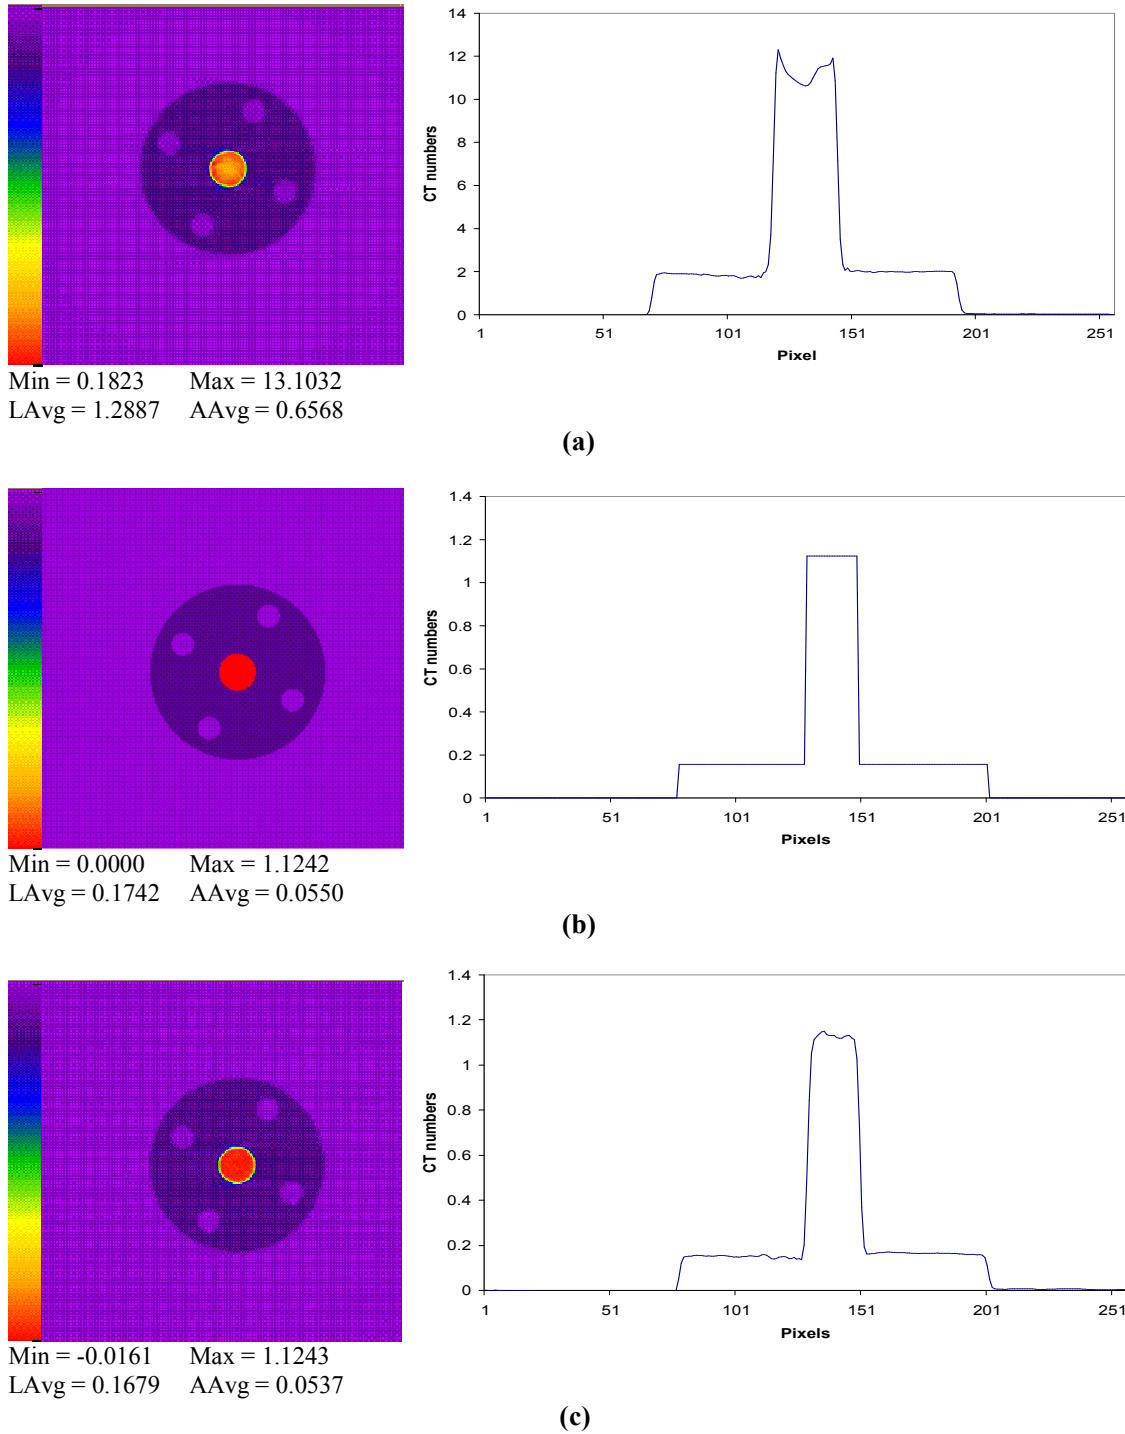 14
12
10
8
6
4
2
0
CT numbers
1 51 101 151 201 251
Pixel
Min = 0.1823 Max = 13.1032
LAvg = 1.2887 AAvg = 0.6568
(a)
1.4
1.2
1
0.8
0.6
0.4
0.2
0
CT numbers
1 51 101 151 201 251
Pixels
Min = 0.0000 Max = 1.1242
LAvg = 0.1742 AAvg = 0.0550
(b)
1.4
1.2
1
0.8
0.6
0.4
0.2
0
CT numbers
1 51 101 151 201 251
Pixels
Min = -0.0161 Max = 1.1243
LAvg = 0.1679 AAvg = 0.0537
(c)